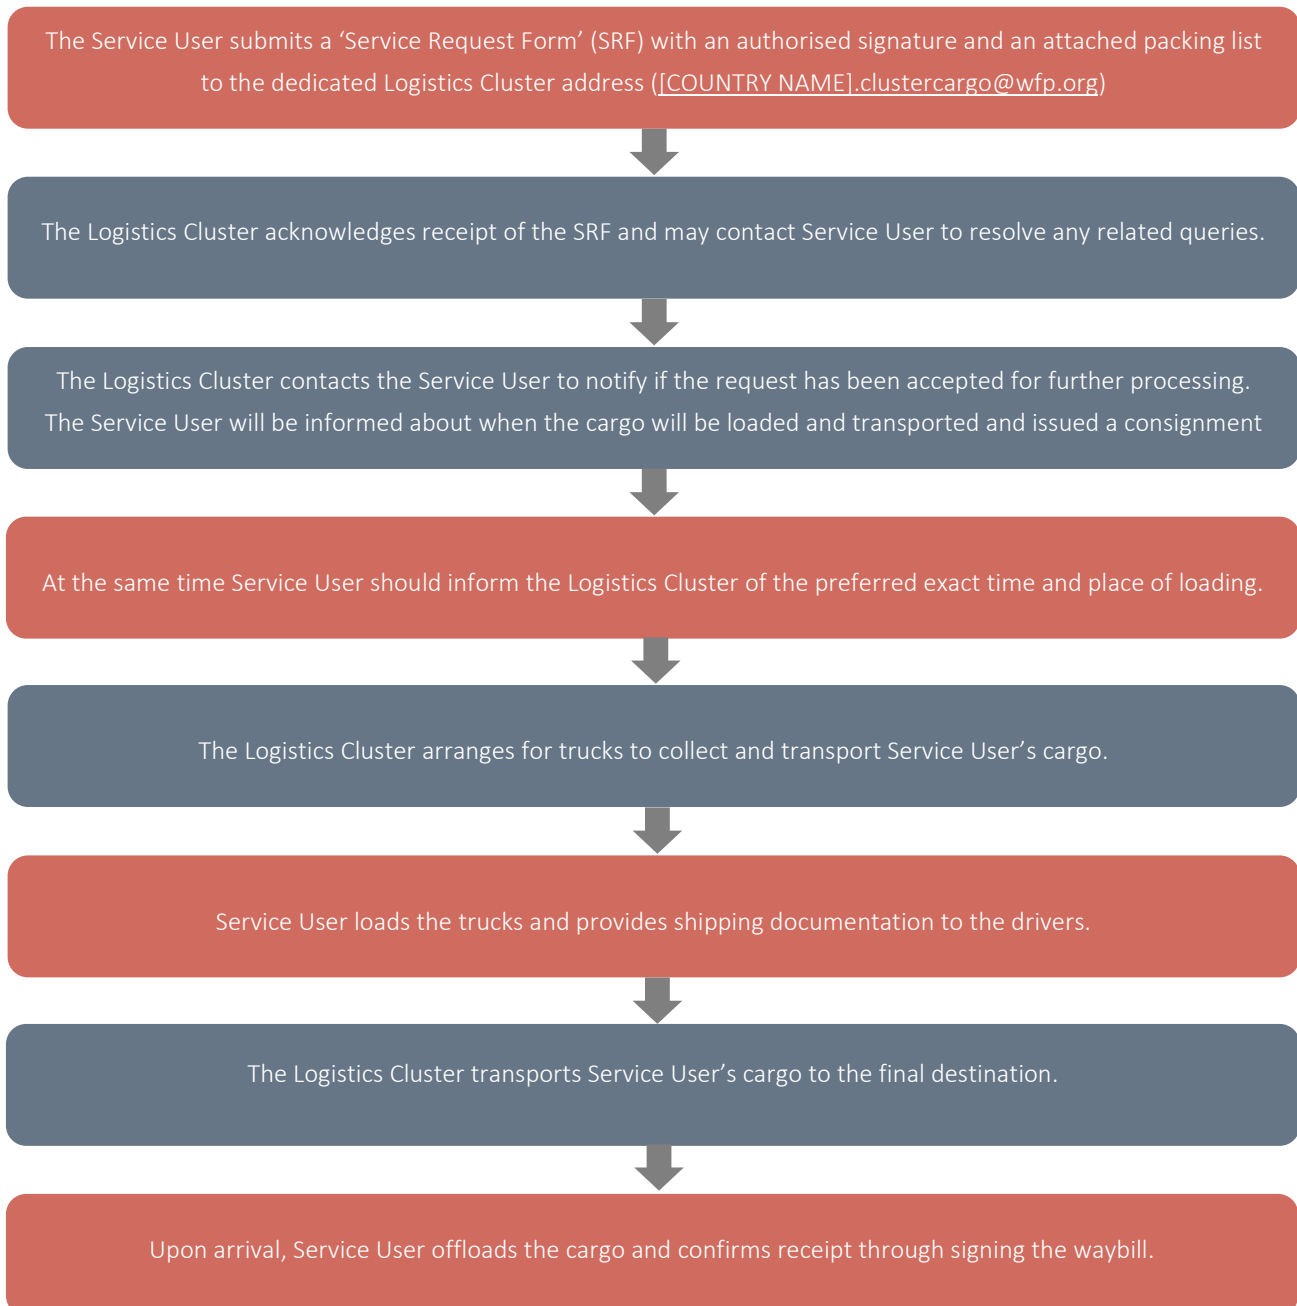 The Service User submits a ‘Service Request Form’ (SRF) with an authorised signature and an attached packing list
to the dedicated Logistics Cluster address ([COUNTRY NAME].clustercargo@wfp.org)
The Logistics Cluster acknowledges receipt of the SRF and may contact Service User to resolve any related queries.
The Logistics Cluster contacts the Service User to notify if the request has been accepted for further processing.
The Service User will be informed about when the cargo will be loaded and transported and issued a consignment
At the same time Service User should inform the Logistics Cluster of the preferred exact time and place of loading.
The Logistics Cluster arranges for trucks to collect and transport Service User’s cargo.
Service User loads the trucks and provides shipping documentation to the drivers.
The Logistics Cluster transports Service User’s cargo to the final destination.
Upon arrival, Service User offloads the cargo and confirms receipt through signing the waybill.